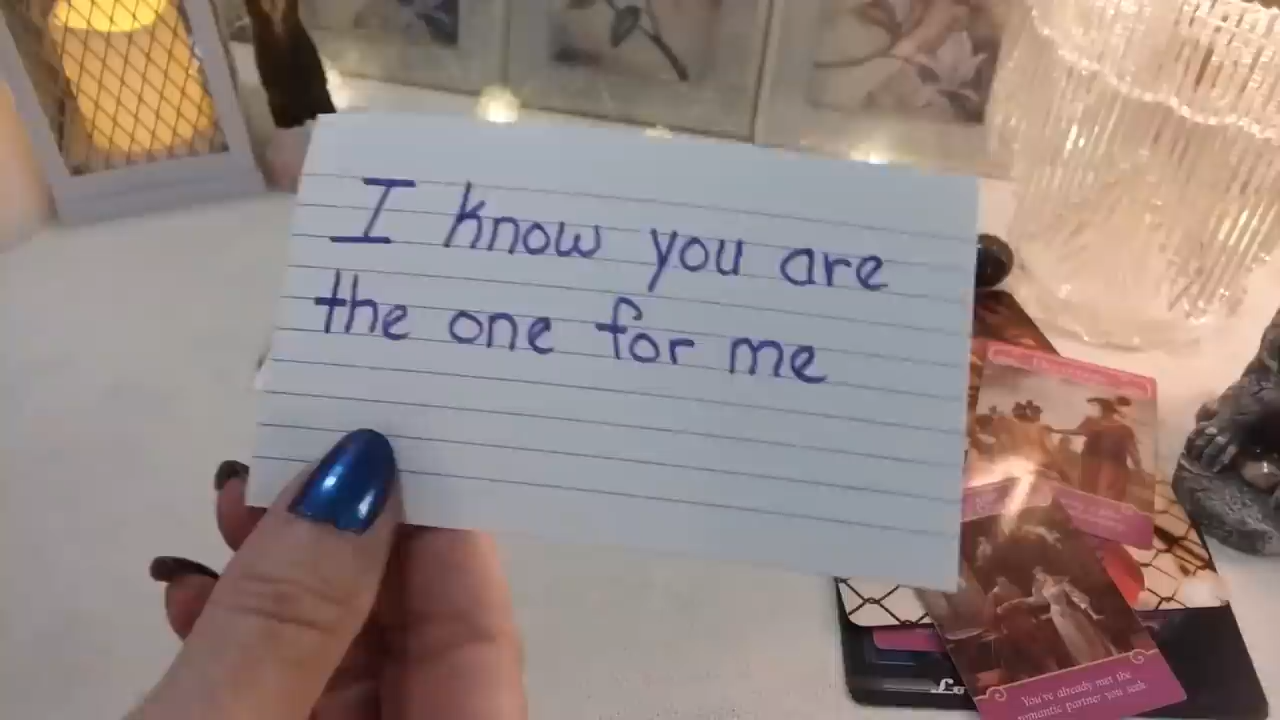 I know you are
the one for me
You've already met the
romantic partner you seek